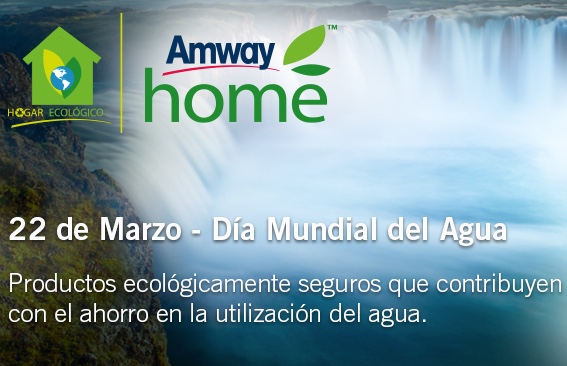 HOGAR ECOLÓGICO
Amway
home™
22 de Marzo - Día Mundial del Agua
Productos ecológicamente seguros que contribuyen
con el ahorro en la utilización del agua.